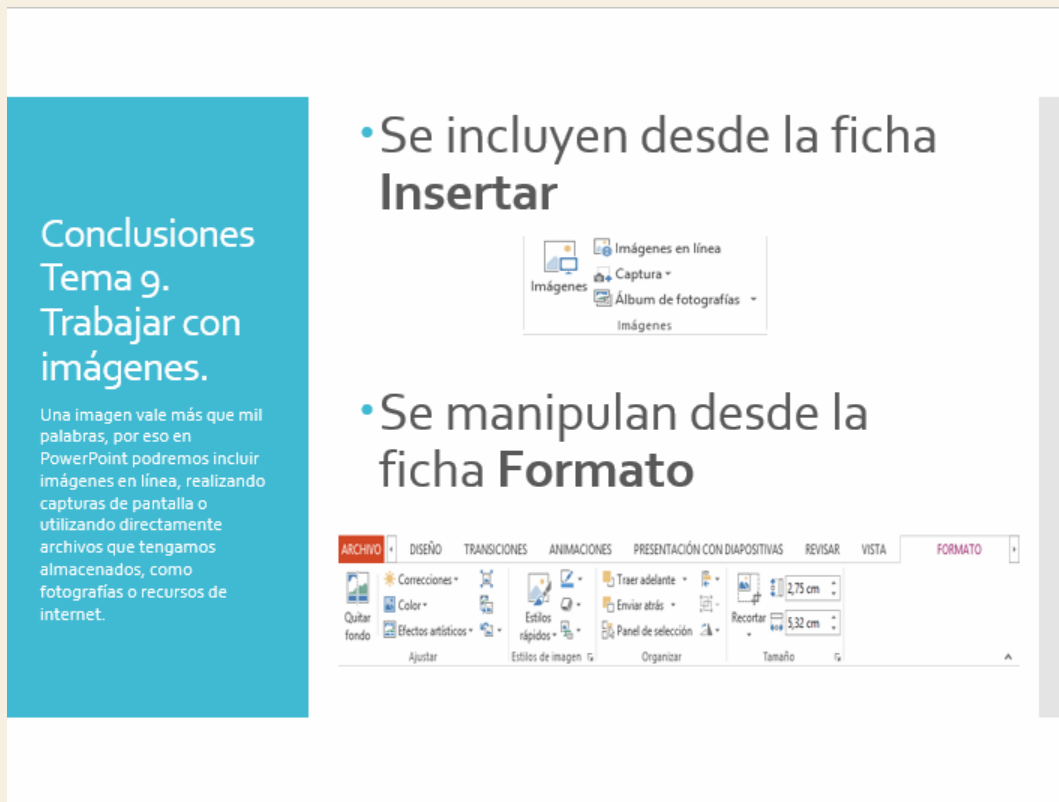 Conclusiones
Tema 9.
Trabajar con
imágenes.
Una imagen vale más que mil
palabras, por eso en
PowerPoint podremos incluir
imágenes en línea, realizando
capturas de pantalla o
utilizando directamente
archivos que tengamos
almacenados, como
fotografías o recursos de
internet.
•Se incluyen desde la ficha
Insertar
Imágenes
Imágenes en línea
Captura
Álbum de fotografías
Imágenes
•Se manipulan desde la
ficha Formato
ARCHIVO DISEÑO TRANSICIONES ANIMACIONES PRESENTACIÓN CON DIAPOSITIVAS REVISAR VISTA FORMATO
Quitar
fondo
Correcciones
Color
Efectos artísticos
Ajustar
Estilos
rápidos
Estilos de imagen
Traer adelante
Enviar atrás
Panel de selección
Organizar
Recortar
2,75 cm
5,32 cm
Tamaño